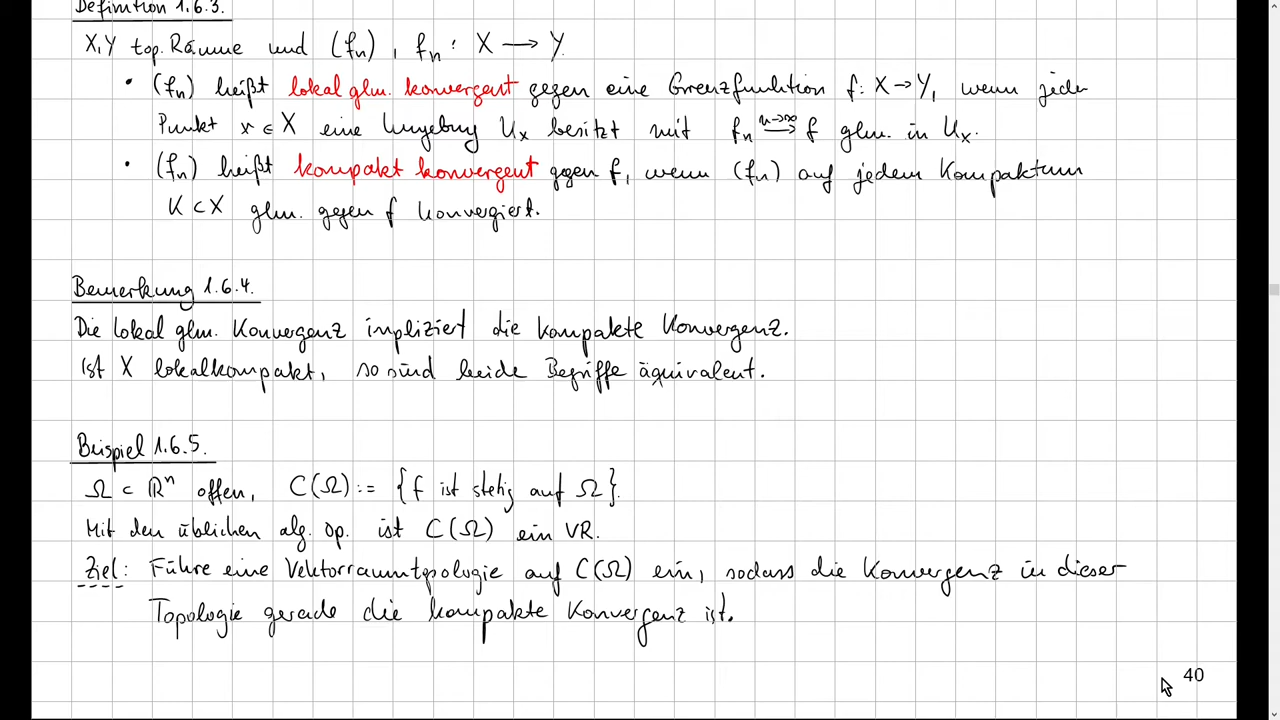 Definition 1.6.3.
X, Y top. Räume und (fₙ), fₙ : X → Y.
• (fₙ) heißt lokal glm. konvergent gegen eine Grenzfunktion f: X → Y, wenn jeder
Punkt x ∈ X eine Umgebung Uₓ besitzt mit fₙ ⇉ f (n→∞) glm. in Uₓ.
• (fₙ) heißt kompakt konvergent gegen f, wenn (fₙ) auf jedem Kompaktum
K ⊂ X glm. gegen f konvergiert.
Bemerkung 1.6.4.
Die lokal glm. Konvergenz impliziert die kompakte Konvergenz.
Ist X lokalkompakt, so sind beide Begriffe äquivalent.
Beispiel 1.6.5.
Ω ⊂ ℝⁿ offen, C(Ω) := {f ist stetig auf Ω}.
Mit den üblichen alg. Op. ist C(Ω) ein VR.
Ziel: Führe eine Vektorraumtopologie auf C(Ω) ein, sodass die Konvergenz in dieser
Topologie gerade die kompakte Konvergenz ist.
40